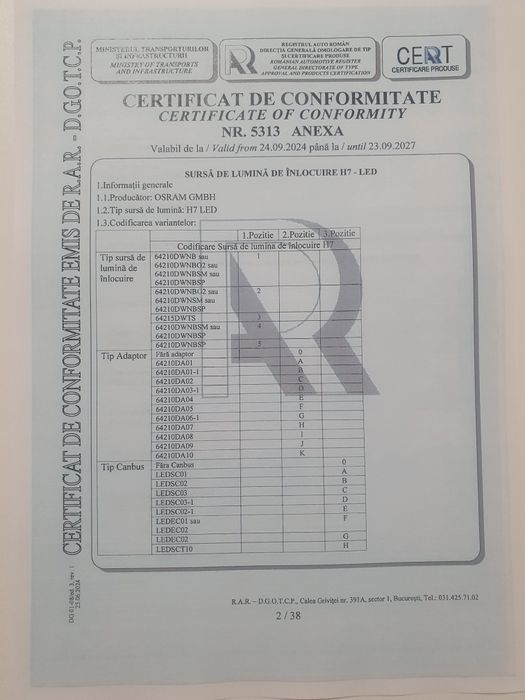 MINISTERUL TRANSPORTURILOR
ȘI INFRASTRUCTURII
MINISTRY OF TRANSPORTS
AND INFRASTRUCTURE
R
REGISTRUL AUTO ROMÂN
DIRECȚIA GENERALĂ OMOLOGARE DE TIP
ȘI CERTIFICARE PRODUSE
ROMANIAN AUTOMOTIVE REGISTER
GENERAL DIRECTORATE OF TYPE
APPROVAL AND PRODUCTS CERTIFICATION
CERT
CERTIFICARE PRODUSE
CERTIFICAT DE CONFORMITATE
CERTIFICATE OF CONFORMITY
NR. 5313 ANEXA
Valabil de la / Valid from 24.09.2024 până la / until 23.09.2027
SURSĂ DE LUMINĂ DE ÎNLOCUIRE H7 - LED
1.Informații generale
1.1.Producător: OSRAM GMBH
1.2.Tip sursă de lumină: H7 LED
1.3.Codificarea variantelor:
1.Poziție 2.Poziție 3.Poziție
Codificare Sursă de lumina de înlocuire H7
Tip sursă de lumină de înlocuire
64210DWNB sau 1
64210DWNBG2 sau
64210DWNBSM sau
64210DWNBSP
64210DWNBG2 sau 2
64210DWNSM sau
64210DWNBSP
64215DWTS 3
64210DWNBSM sau 4
64210DWNBSP
64210DWNBSP 5
Tip Adaptor
Fără adaptor 0
64210DA01 A
64210DA01-1 B
64210DA02 C
64210DA03-1 D
64210DA04 E
64210DA05 F
64210DA06-1 G
64210DA07 H
64210DA08 I
64210DA09 J
64210DA10 K
Tip Canbus
Făra Canbus 0
LEDSC01 A
LEDSC02 B
LEDSC03 C
LEDSC03-1 D
LEDSC02-1 E
LEDEC01 sau F
LEDEC02
LEDEC02 G
LEDSCT10 H
CERTIFICAT DE CONFORMITATE EMIS DE R.A.R. - D.G.O.T.C.P.
25.06.2024
R.A.R. – D.G.O.T.C.P., Calea Griviței nr. 391A, sector 1, București, Tel.: 031.425.71.02
2 / 38